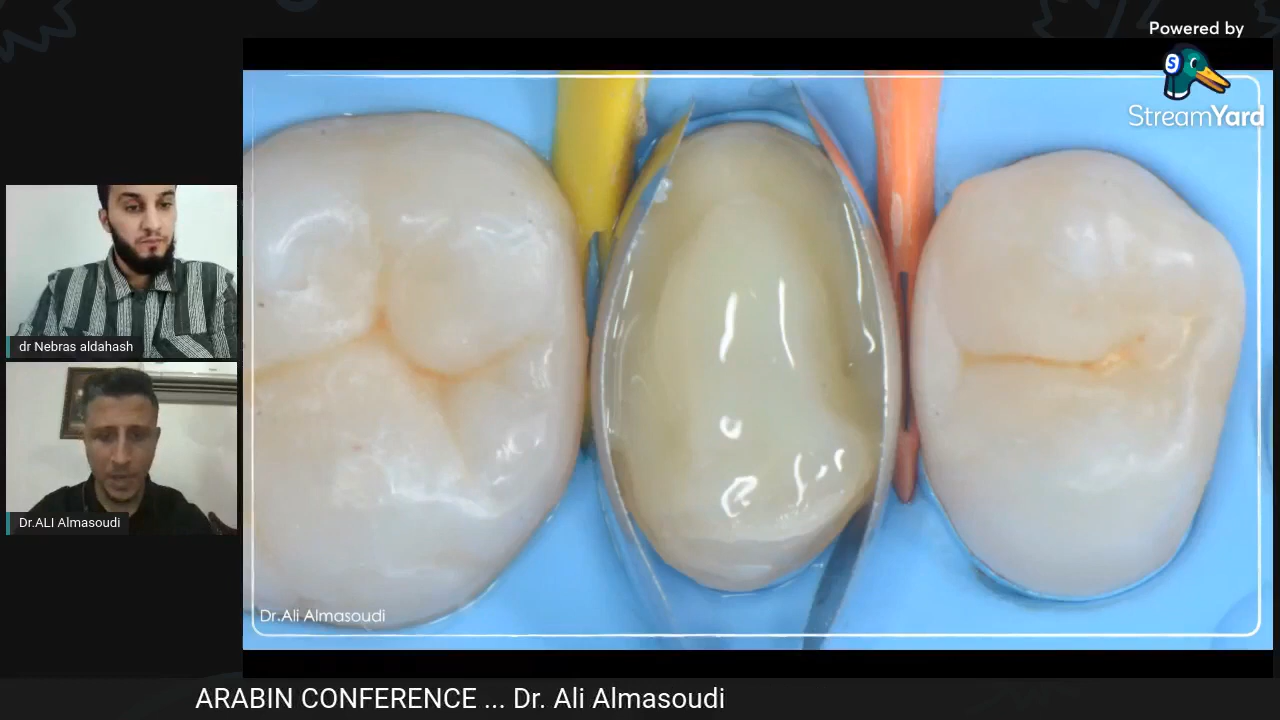 Powered by
S
StreamYard
dr Nebras aldahash
Dr.ALI Almasoudi
Dr.Ali Almasoudi
ARABIN CONFERENCE ... Dr. Ali Almasoudi